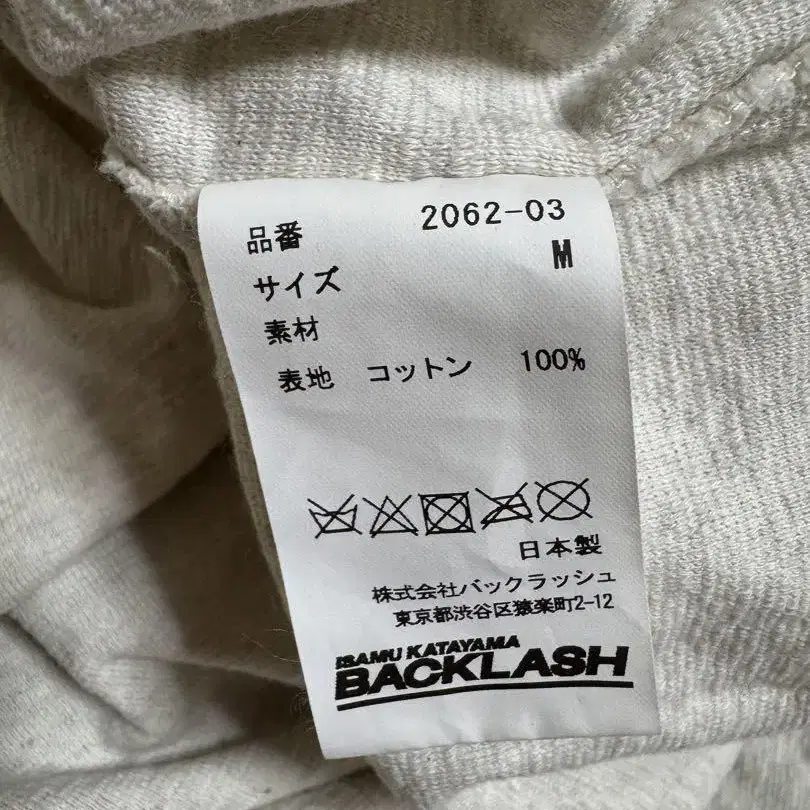 品番 2062-03
サイズ M
素材
表地 コットン 100%
日本製
株式会社バックラッシュ
東京都渋谷区猿楽町2-12
ISAMU KATAYAMA
BACKLASH